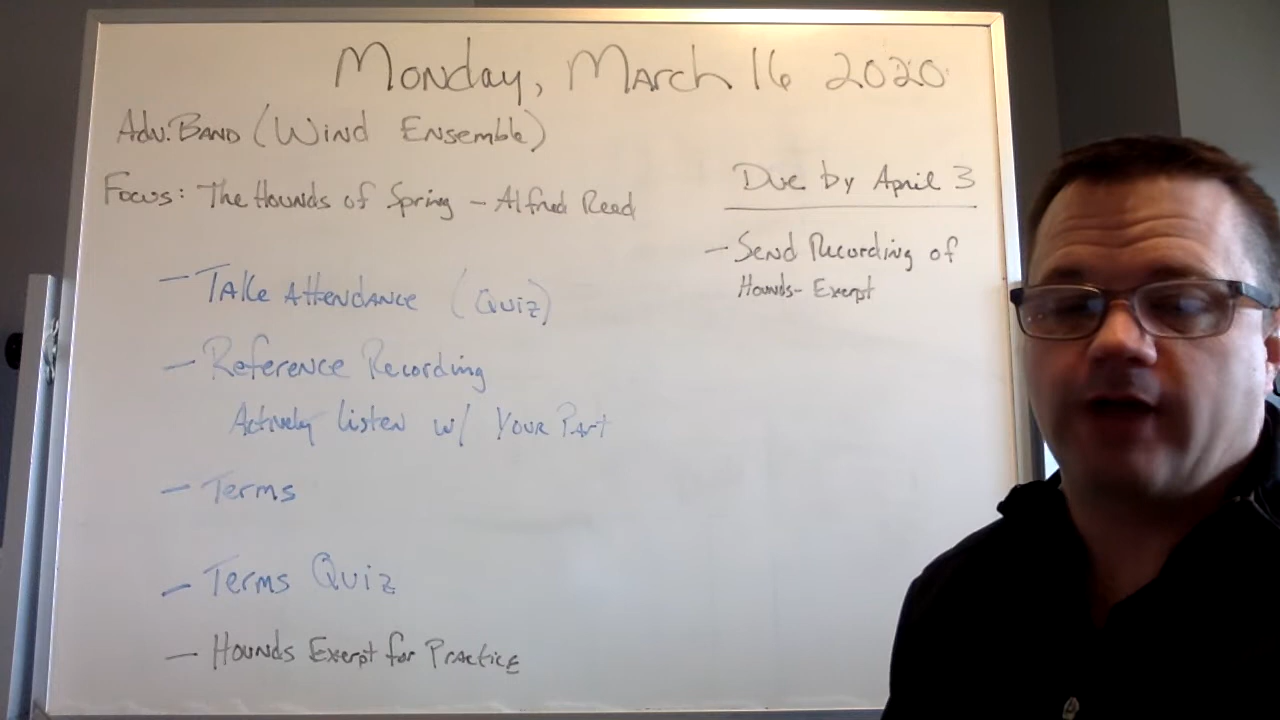 Monday, March 16 2020
Adv. Band (Wind Ensemble)
Focus: The Hounds of Spring - Alfred Reed
- Take Attendance (Quiz)
- Reference Recording
Actively listen w/ Your Part
- Terms
- Terms Quiz
- Hounds Exerpt for Practice
Due by April 3
- Send Recording of
Hounds- Exerpt